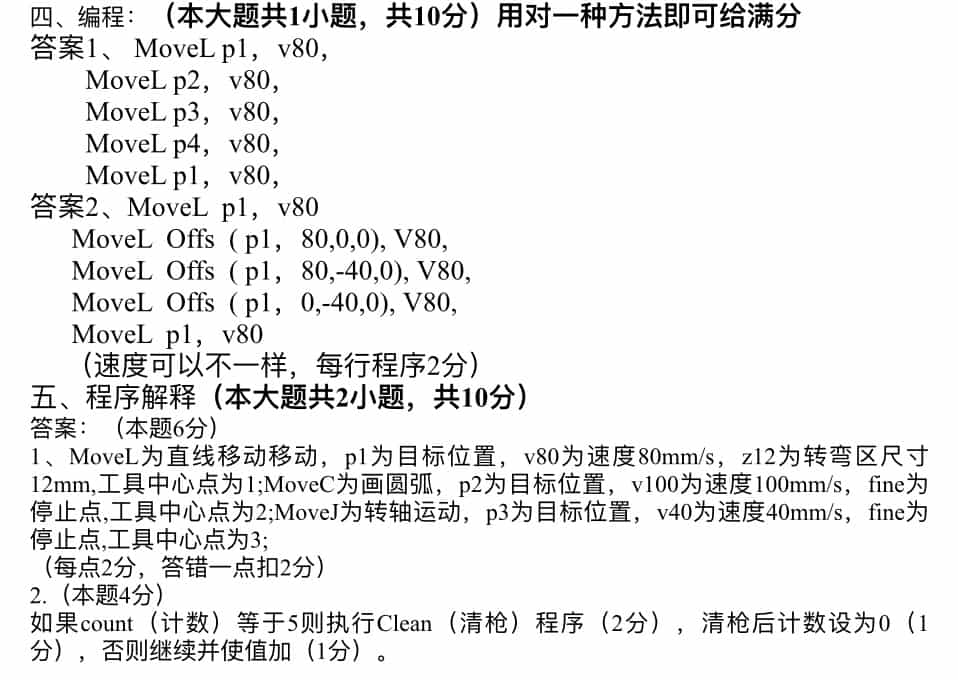 四、编程：（本大题共1小题，共10分）用对一种方法即可给满分
答案1、 MoveL p1，v80，
MoveL p2，v80，
MoveL p3，v80，
MoveL p4，v80，
MoveL p1，v80，
答案2、MoveL p1，v80
MoveL Offs（p1，80,0,0), V80,
MoveL Offs（p1，80,-40,0), V80,
MoveL Offs（p1，0,-40,0), V80,
MoveL p1，v80
（速度可以不一样，每行程序2分）
五、程序解释（本大题共2小题，共10分）
答案：（本题6分）
1、MoveL为直线移动移动，p1为目标位置，v80为速度80mm/s，z12为转弯区尺寸
12mm,工具中心点为1;MoveC为画圆弧，p2为目标位置，v100为速度100mm/s，fine为
停止点,工具中心点为2;MoveJ为转轴运动，p3为目标位置，v40为速度40mm/s，fine为
停止点,工具中心点为3;
（每点2分，答错一点扣2分）
2.（本题4分）
如果count（计数）等于5则执行Clean（清枪）程序（2分），清枪后计数设为0（1
分），否则继续并使值加（1分）。